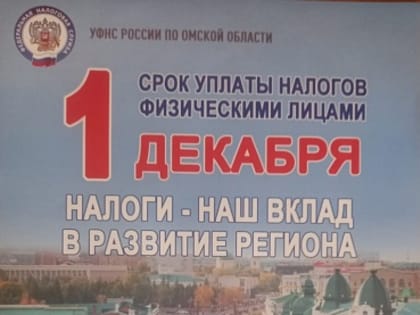 УФНС РОССИИ ПО ОМСКОЙ ОБЛАСТИ
СРОК УПЛАТЫ НАЛОГОВ
ФИЗИЧЕСКИМИ ЛИЦАМИ
1 ДЕКАБРЯ
НАЛОГИ - НАШ ВКЛАД
В РАЗВИТИЕ РЕГИОНА